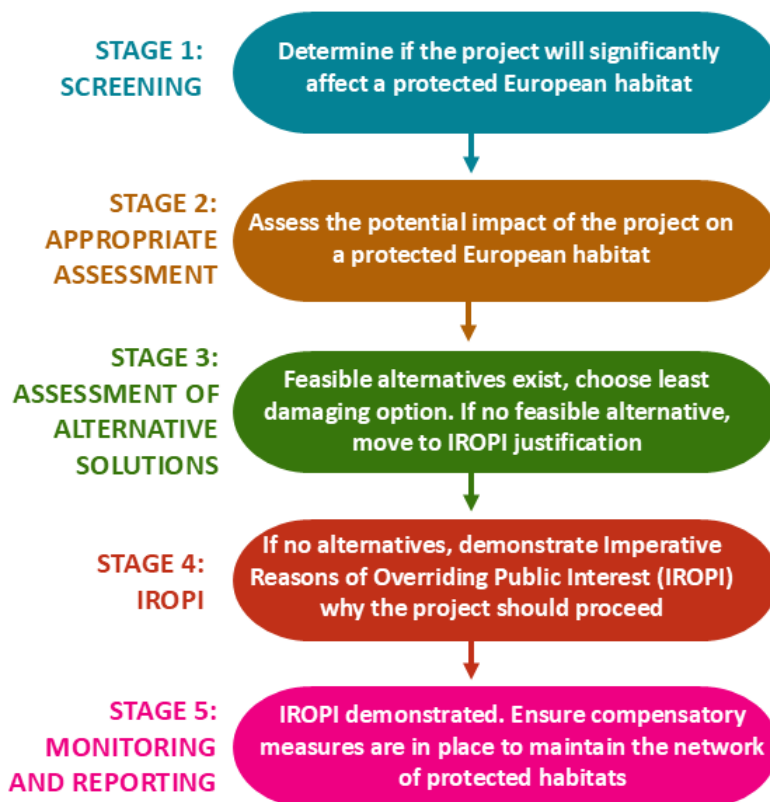 STAGE 1:
SCREENING
Determine if the project will significantly
affect a protected European habitat
STAGE 2:
APPROPRIATE
ASSESSMENT
Assess the potential impact of the project on
a protected European habitat
STAGE 3:
ASSESSMENT OF
ALTERNATIVE
SOLUTIONS
Feasible alternatives exist, choose least
damaging option. If no feasible alternative,
move to IROPI justification
STAGE 4:
IROPI
If no alternatives, demonstrate Imperative
Reasons of Overriding Public Interest (IROPI)
why the project should proceed
STAGE 5:
MONITORING
AND REPORTING
IROPI demonstrated. Ensure compensatory
measures are in place to maintain the network
of protected habitats